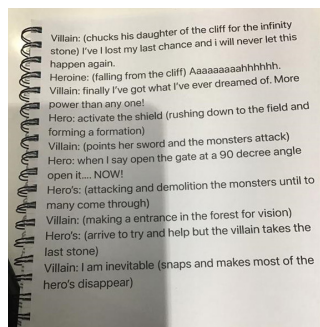 Villain: (chucks his daughter of the cliff for the infinity
stone) I've I lost my last chance and i will never let this
happen again.
Heroine: (falling from the cliff) Aaaaaaaaahhhhhh.
Villain: finally I've got what I've ever dreamed of. More
power than any one!
Hero: activate the shield (rushing down to the field and
forming a formation)
Villain: (points her sword and the monsters attack)
Hero: when I say open the gate at a 90 decree angle
open it.... NOW!
Hero's: (attacking and demolition the monsters until to
many come through)
Villain: (making a entrance in the forest for vision)
Hero's: (arrive to try and help but the villain takes the
last stone)
Villain: I am inevitable (snaps and makes most of the
hero's disappear)